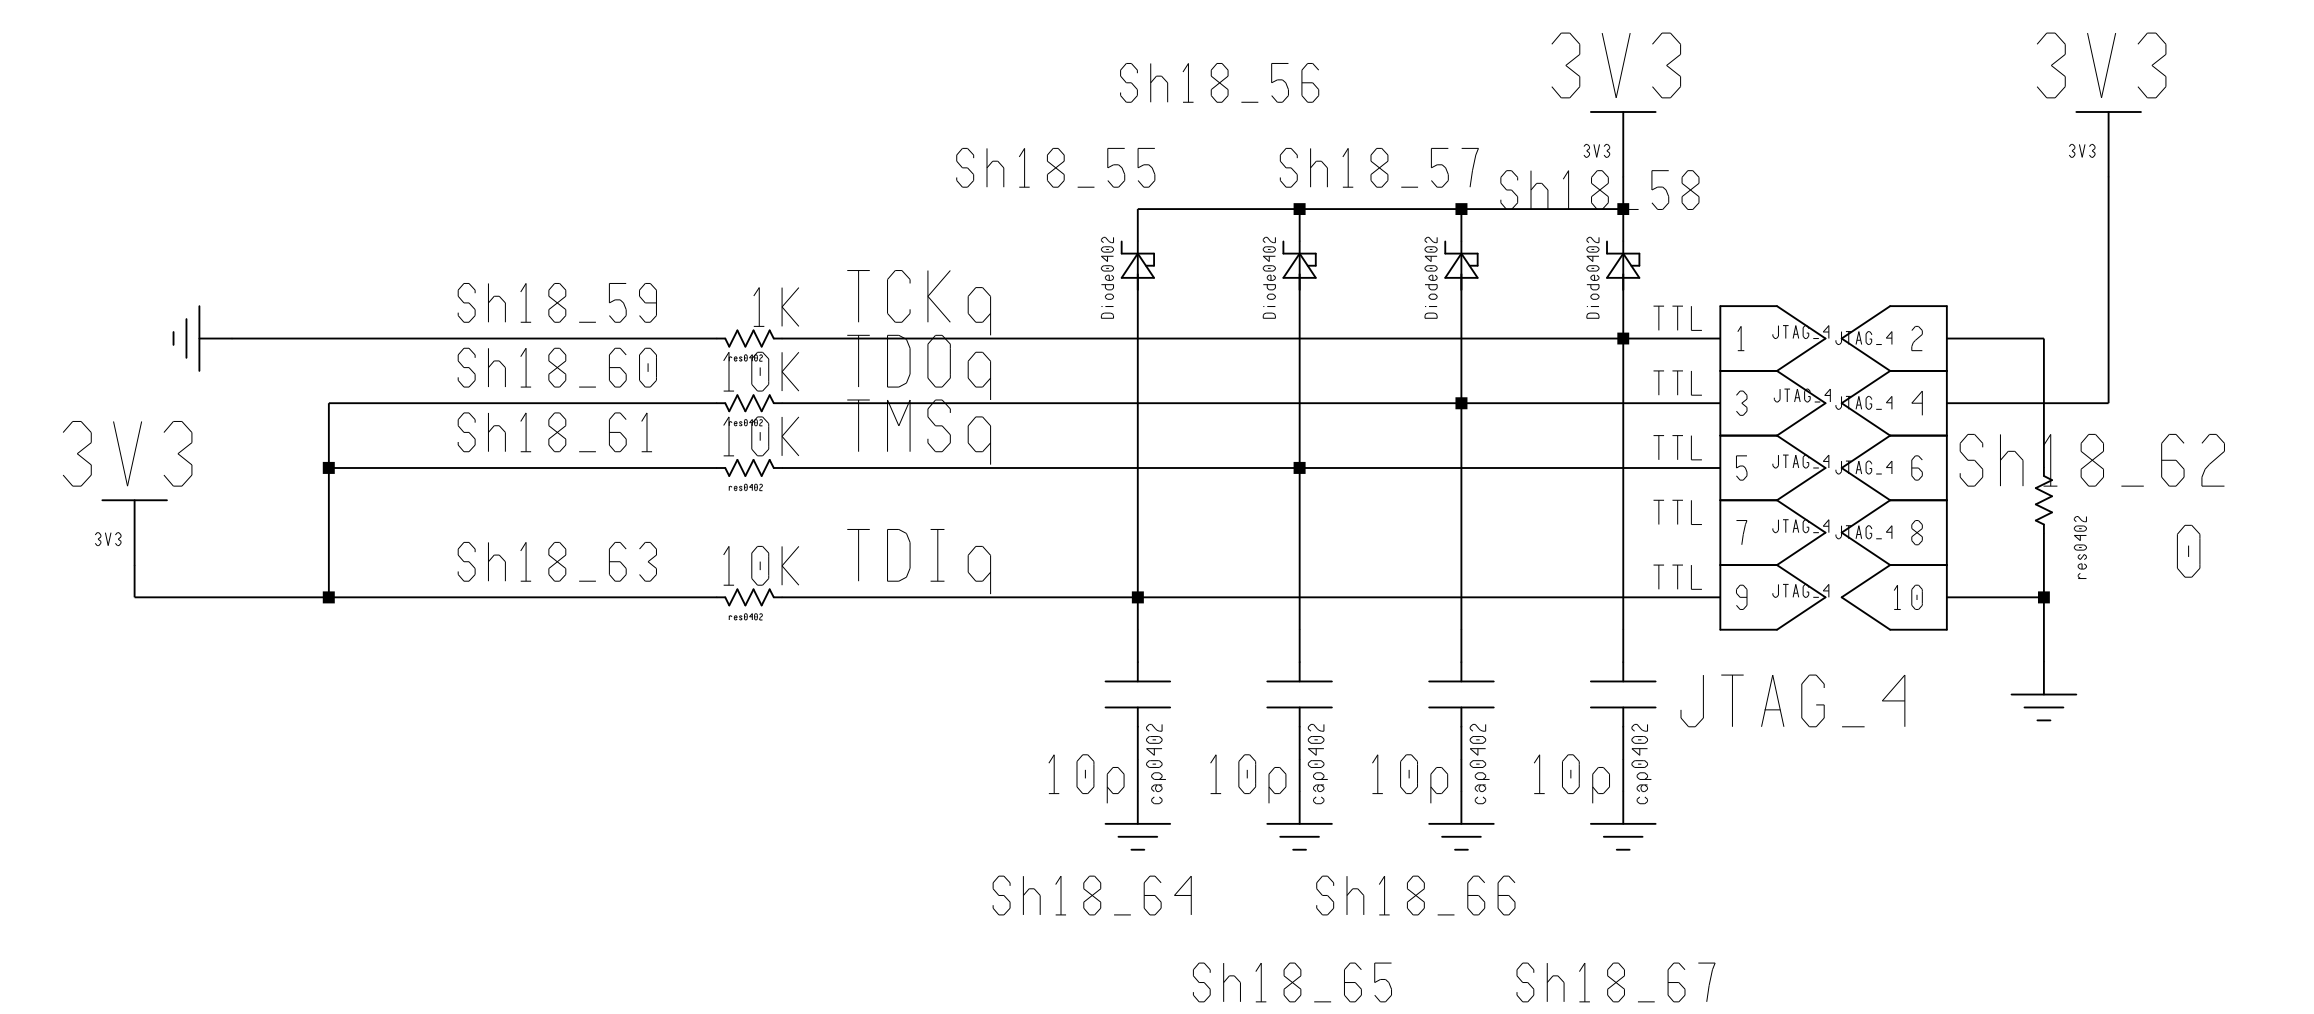 3V3 3V3
Sh18_56
3V3 3V3
Sh18_55 Sh18_57 Sh18_58
Diode0402 Diode0402 Diode0402 Diode0402
Sh18_59 1K TCKq TTL 1 JTAG_4 JTAG_4 2
res0402
Sh18_60 10K TDOq TTL 3 JTAG_4 JTAG_4 4
res0402
Sh18_61 10K TMSq TTL 5 JTAG_4 JTAG_4 6 Sh18_62
res0402
3V3
3V3
TTL 7 JTAG_4 JTAG_4 8 res0402 0
Sh18_63 10K TDIq TTL 9 JTAG_4 10
res0402
JTAG_4
10p cap0402 10p cap0402 10p cap0402 10p cap0402
Sh18_64 Sh18_66
Sh18_65 Sh18_67